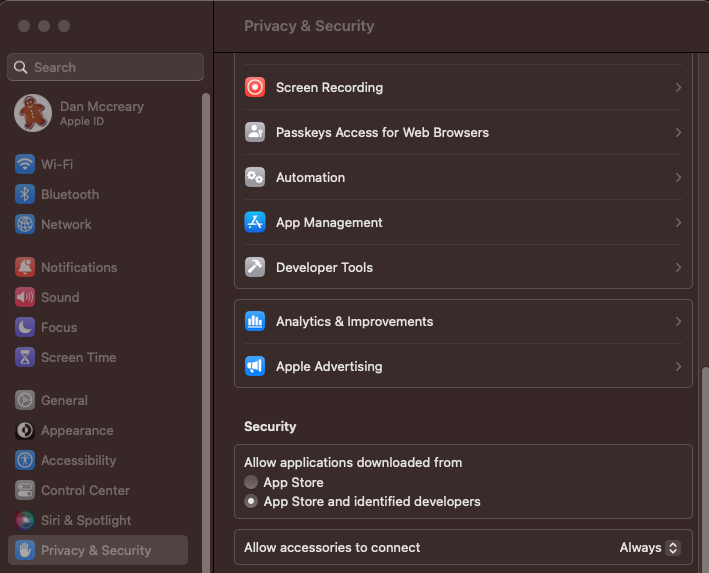 Privacy & Security
Search
Dan Mccreary
Apple ID
Wi-Fi
Bluetooth
Network
Notifications
Sound
Focus
Screen Time
General
Appearance
Accessibility
Control Center
Siri & Spotlight
Privacy & Security
Screen Recording
Passkeys Access for Web Browsers
Automation
App Management
Developer Tools
Analytics & Improvements
Apple Advertising
Security
Allow applications downloaded from
App Store
App Store and identified developers
Allow accessories to connect Always